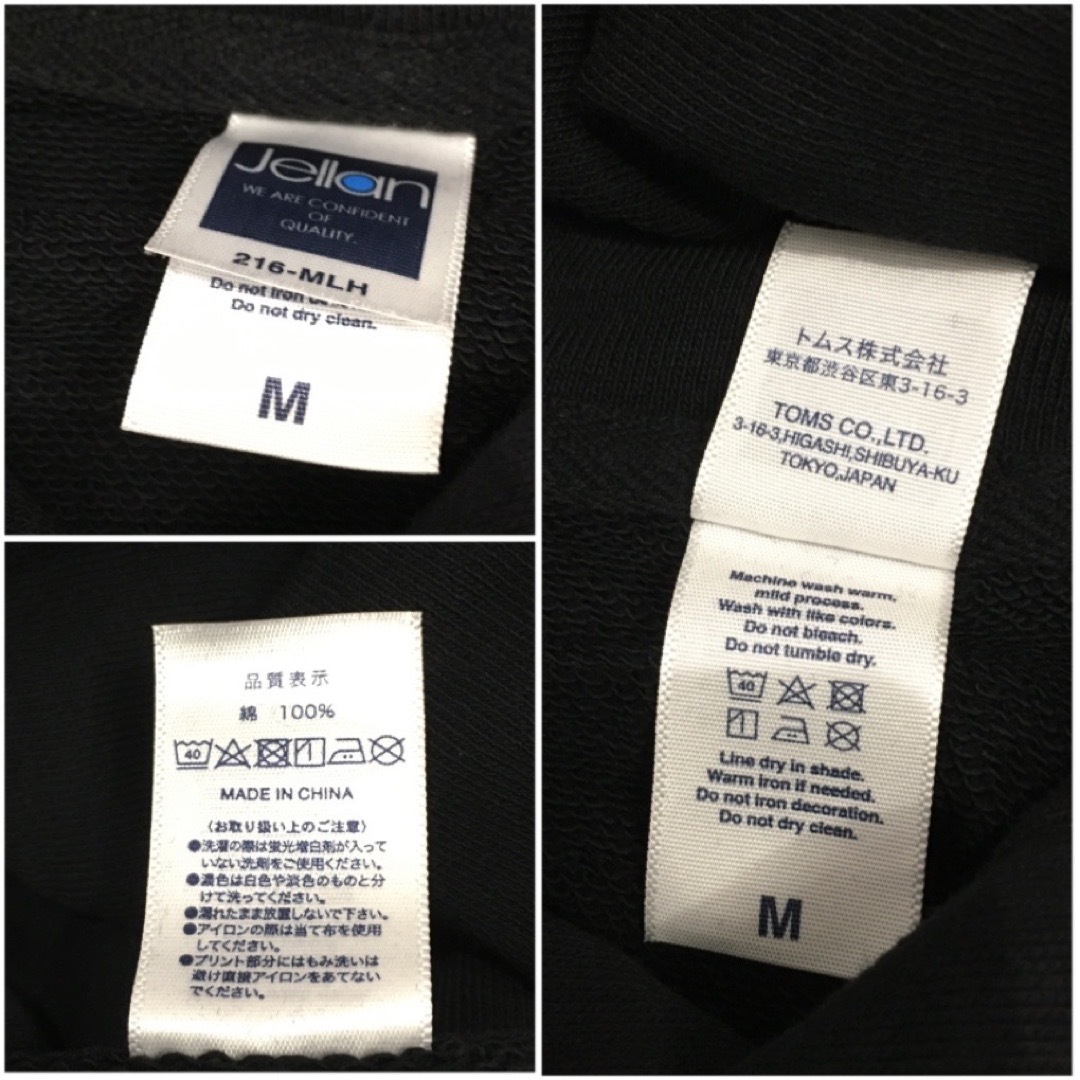 Jellan
WE ARE CONFIDENT
OF
QUALITY.
216-MLH
Do not iron
Do not dry clean.
M
品質表示
綿 100%
40
MADE IN CHINA
〈お取り扱い上のご注意〉
●洗濯の際は蛍光増白剤が入って
いない洗剤をご使用ください。
●濃色は白色や淡色のものと分
けて洗ってください。
●濡れたまま放置しないで下さい。
●アイロンの際は当て布を使用
してください。
●プリント部分にはもみ洗いは
避け直接アイロンをあてない
でください。
トムス株式会社
東京都渋谷区東3-16-3
TOMS CO.,LTD.
3-16-3,HIGASHI,SHIBUYA-KU
TOKYO,JAPAN
Machine wash warm,
mild process.
Wash with like colors.
Do not bleach.
Do not tumble dry.
40
Line dry in shade.
Warm iron if needed.
Do not iron decoration.
Do not dry clean.
M